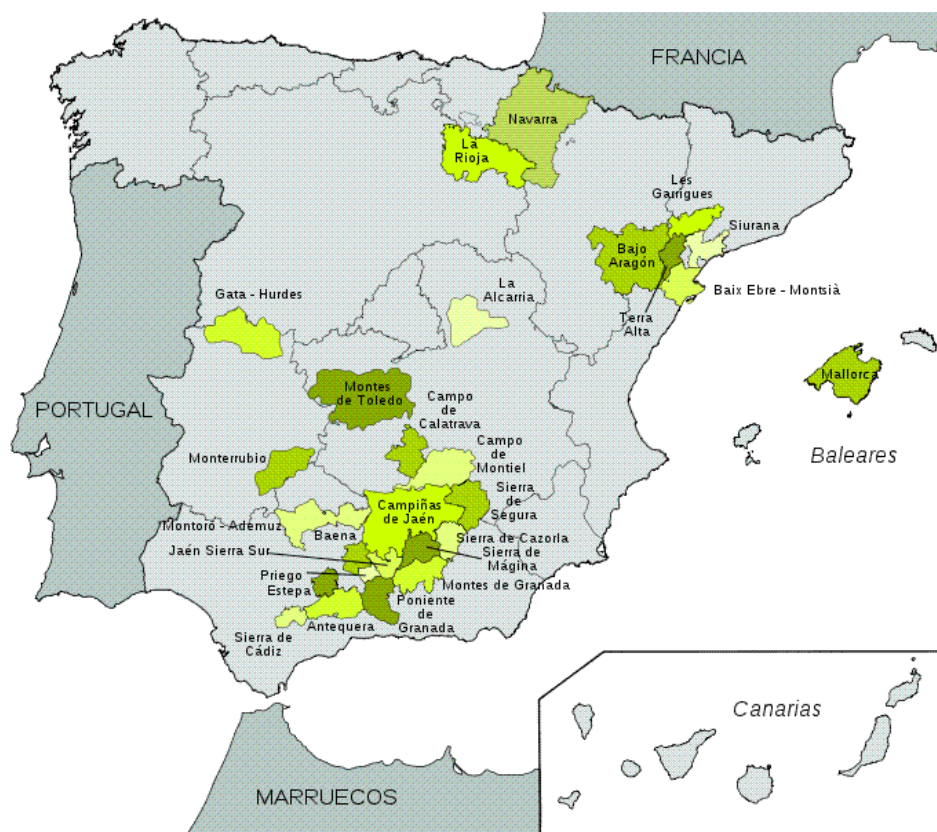 FRANCIA
Navarra
La
Rioja
Les
Garrigues
Siurana
Bajo
Aragón
La
Alcarria
Gata - Hurdes
Baix Ebre - Montsià
Terra
Alta
Mallorca
Montes
de Toledo
PORTUGAL
Campo
de
Calatrava
Baleares
Campo
de
Montiel
Monterrubio
Sierra
de
Segura
Campiñas
de Jaén
Montoro - Ademuz
Baena
Sierra de Cazorla
Jaén Sierra Sur
Sierra de
Mágina
Priego
Estepa
Montes de Granada
Poniente
de
Granada
Antequera
Sierra de
Cádiz
Canarias
MARRUECOS